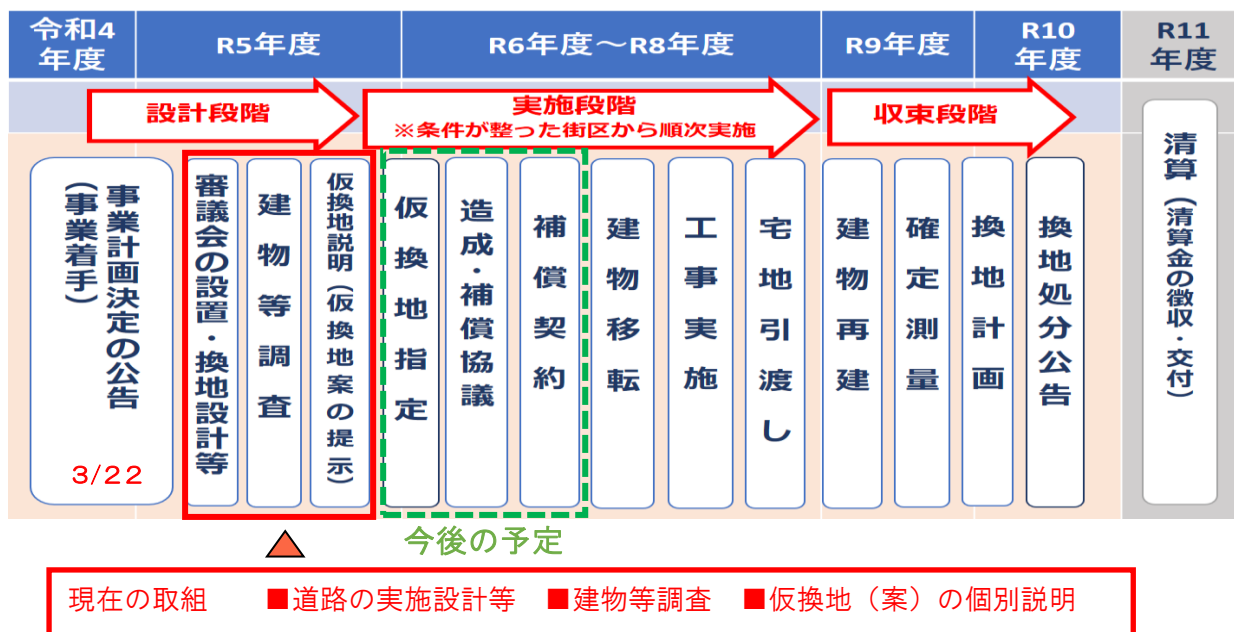 令和4
年度
R5年度
R6年度～R8年度
R9年度
R10
年度
R11
年度
設計段階
実施段階
※条件が整った街区から順次実施
収束段階
事業計画決定の公告
（事業着手）
3/22
審議会の設置・換地設計等
建物等調査
仮換地説明（仮換地案の提示）
仮換地指定
造成・補償協議
補償契約
建物移転
工事実施
宅地引渡し
建物再建
確定測量
換地計画
換地処分公告
清算（清算金の徴収・交付）
今後の予定
現在の取組 ■道路の実施設計等 ■建物等調査 ■仮換地（案）の個別説明